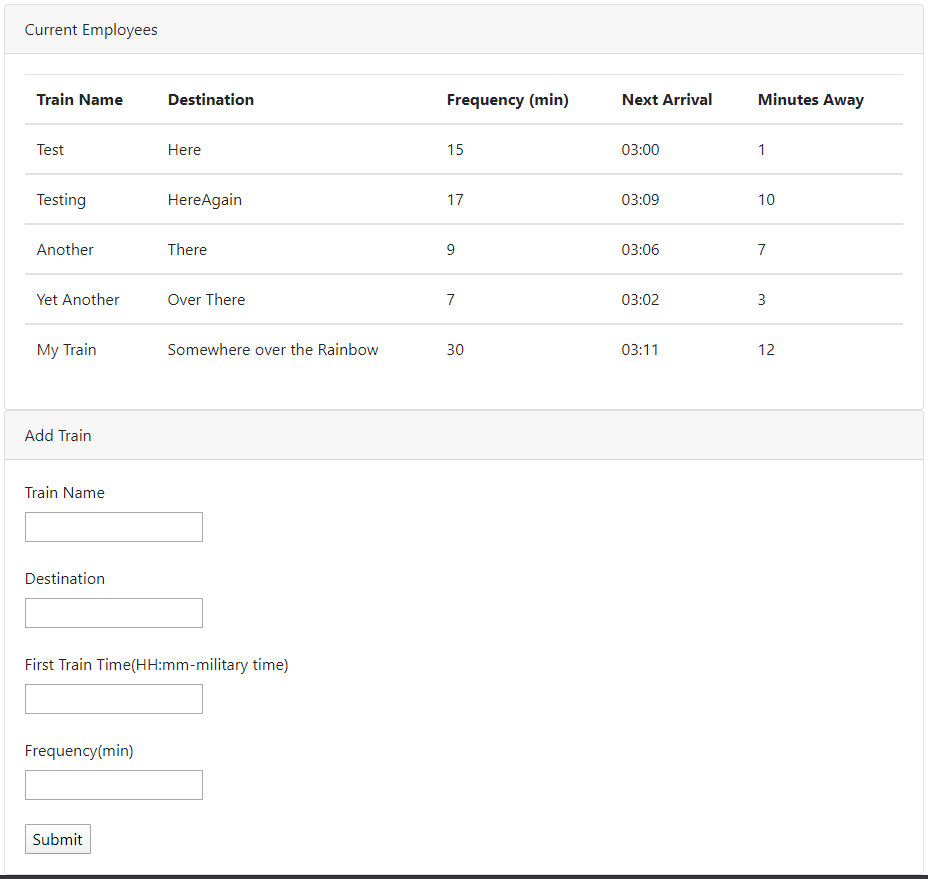 Current Employees
Train Name Destination Frequency (min) Next Arrival Minutes Away
Test Here 15 03:00 1
Testing HereAgain 17 03:09 10
Another There 9 03:06 7
Yet Another Over There 7 03:02 3
My Train Somewhere over the Rainbow 30 03:11 12
Add Train
Train Name
Destination
First Train Time(HH:mm-military time)
Frequency(min)
Submit